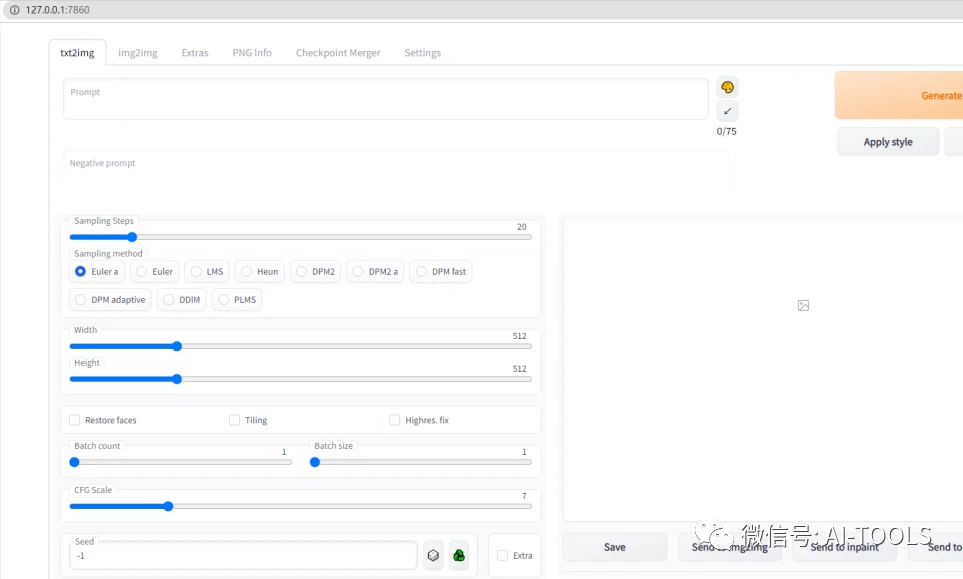 127.0.0.1:7860
txt2img img2img Extras PNG Info Checkpoint Merger Settings
Prompt
Generate
0/75
Apply style
Negative prompt
Sampling Steps
20
Sampling method
Euler a Euler LMS Heun DPM2 DPM2 a DPM fast
DPM adaptive DDIM PLMS
Width
512
Height
512
Restore faces Tiling Highres. fix
Batch count 1 Batch size 1
CFG Scale
7
Seed
-1
Extra
Save Send to img2img Send to inpaint Send to
微信号: AI-TOOLS